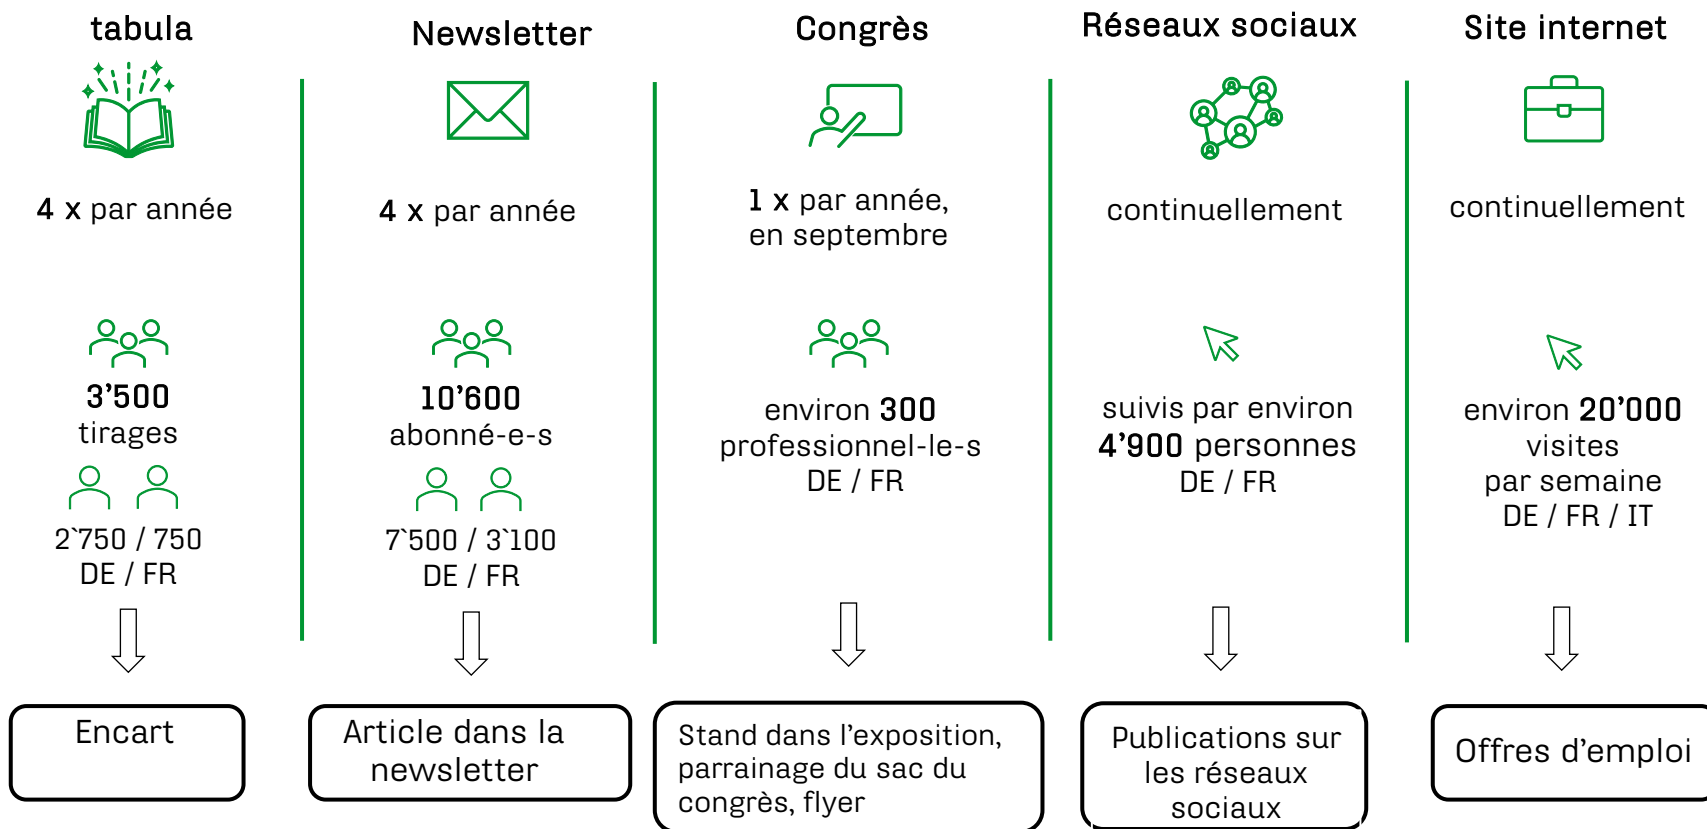 tabula
4 x par année
3’500
tirages
2`750 / 750
DE / FR
Encart
Newsletter
4 x par année
10’600
abonné-e-s
7`500 / 3`100
DE / FR
Article dans la
newsletter
Congrès
1 x par année,
en septembre
environ 300
professionnel-le-s
DE / FR
Stand dans l’exposition,
parrainage du sac du
congrès, flyer
Réseaux sociaux
continuellement
suivis par environ
4’900 personnes
DE / FR
Publications sur
les réseaux
sociaux
Site internet
continuellement
environ 20’000
visites
par semaine
DE / FR / IT
Offres d’emploi